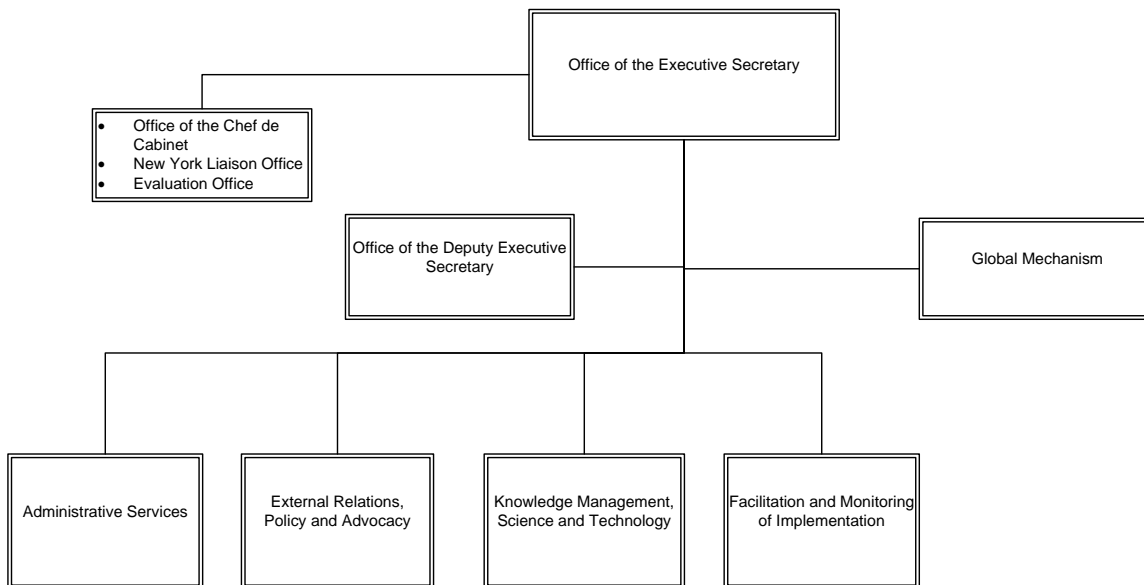 Office of the Executive Secretary
• Office of the Chef de
Cabinet
• New York Liaison Office
• Evaluation Office
Office of the Deputy Executive
Secretary
Global Mechanism
Administrative Services
External Relations,
Policy and Advocacy
Knowledge Management,
Science and Technology
Facilitation and Monitoring
of Implementation